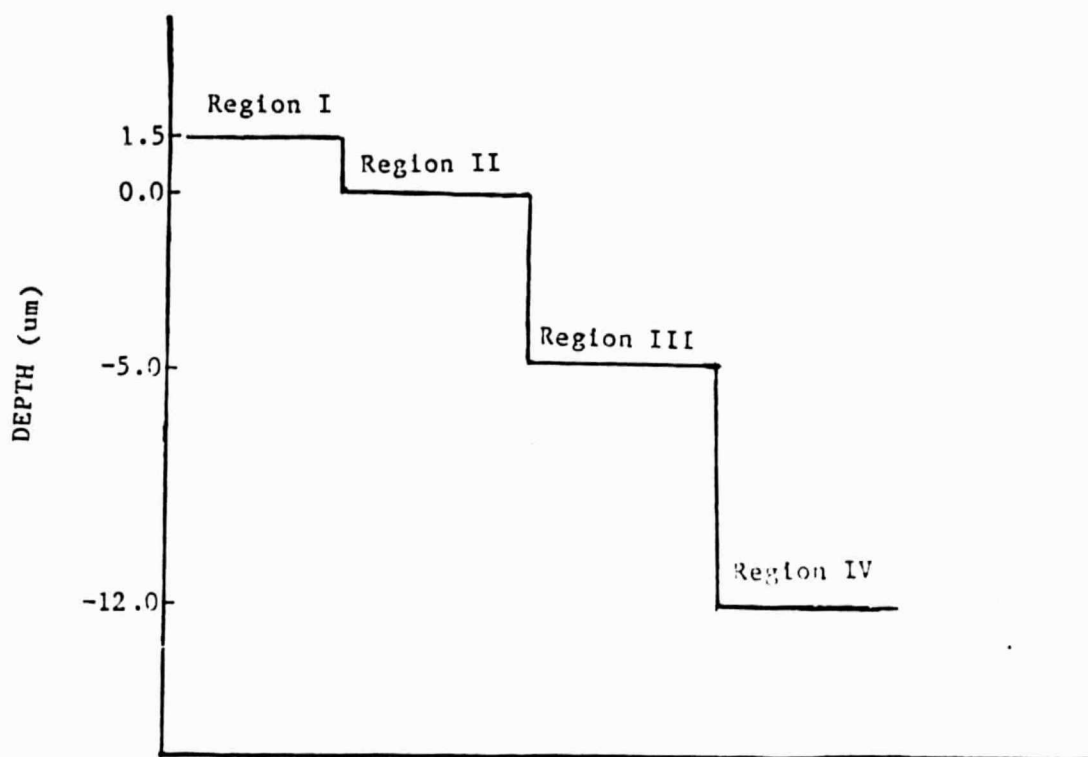 Region I
1.5
Region II
0.0
DEPTH (um)
Region III
-5.0
Region IV
-12.0